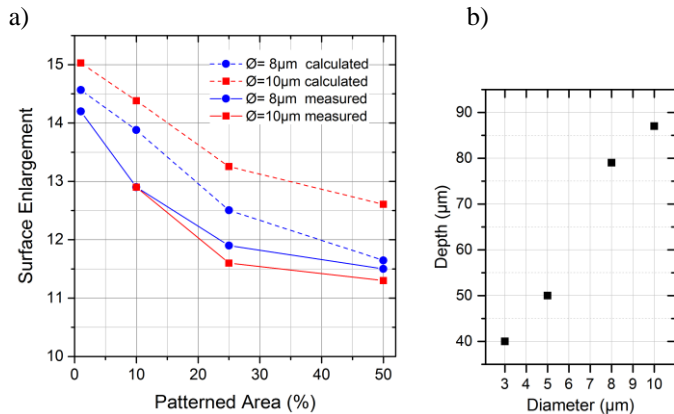 a)
b)
Ø= 8µm calculated
Ø=10µm calculated
Ø= 8µm measured
Ø=10µm measured
Surface Enlargement
15
14
13
12
11
10
0 10 20 30 40 50
Patterned Area (%)
Depth (µm)
90
80
70
60
50
40
3 4 5 6 7 8 9 10
Diameter (µm)